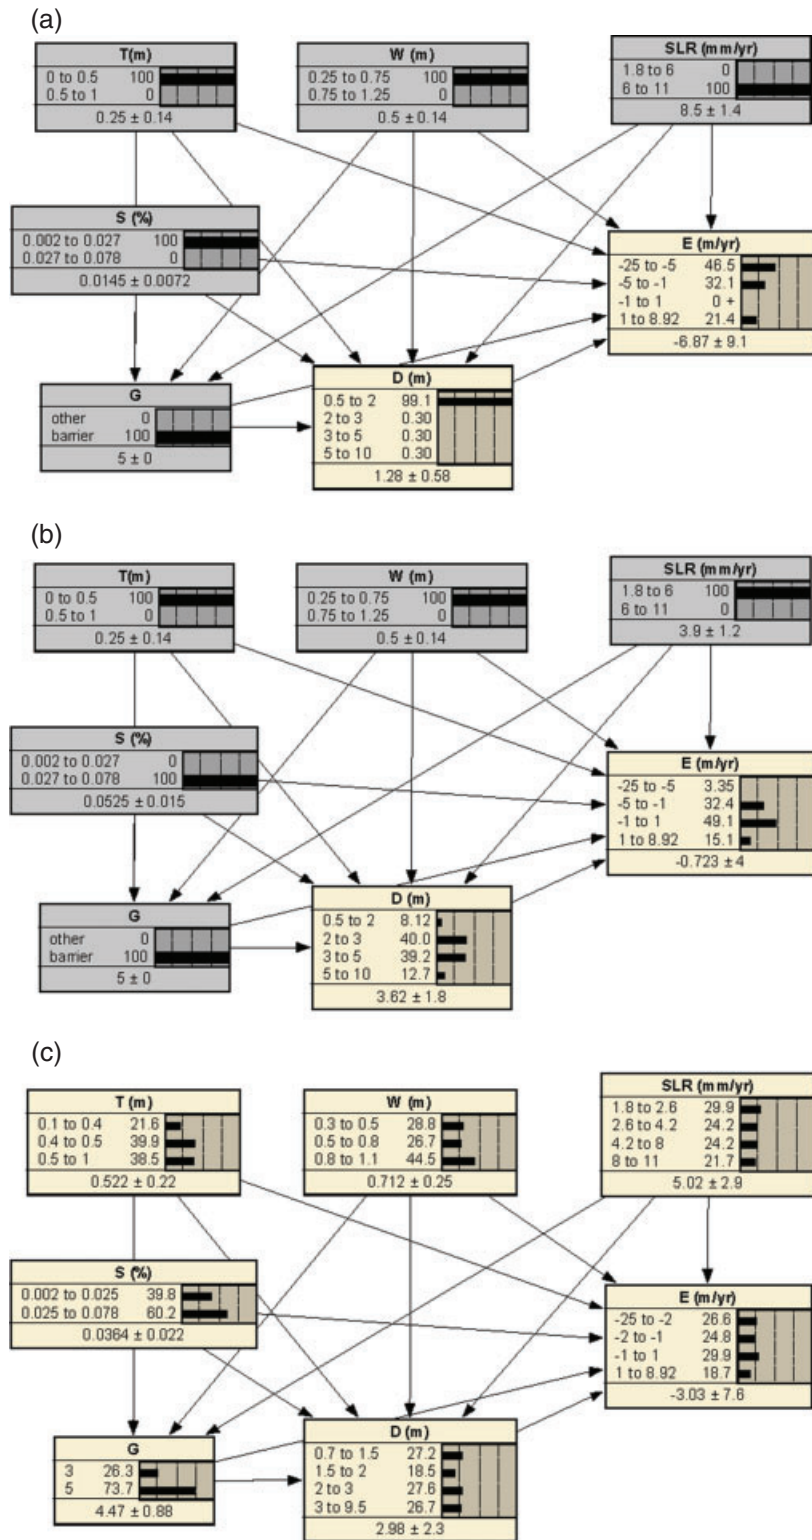 (a)
T(m)
0 to 0.5 100
0.5 to 1 0
0.25 ± 0.14
W (m)
0.25 to 0.75 100
0.75 to 1.25 0
0.5 ± 0.14
SLR (mm/yr)
1.8 to 6 0
6 to 11 100
8.5 ± 1.4
S (%)
0.002 to 0.027 100
0.027 to 0.078 0
0.0145 ± 0.0072
E (m/yr)
-25 to -5 46.5
-5 to -1 32.1
-1 to 1 0 +
1 to 8.92 21.4
-6.87 ± 9.1
G
other 0
barrier 100
5 ± 0
D (m)
0.5 to 2 99.1
2 to 3 0.30
3 to 5 0.30
5 to 10 0.30
1.28 ± 0.58
(b)
T(m)
0 to 0.5 100
0.5 to 1 0
0.25 ± 0.14
W (m)
0.25 to 0.75 100
0.75 to 1.25 0
0.5 ± 0.14
SLR (mm/yr)
1.8 to 6 100
6 to 11 0
3.9 ± 1.2
S (%)
0.002 to 0.027 0
0.027 to 0.078 100
0.0525 ± 0.015
E (m/yr)
-25 to -5 3.35
-5 to -1 32.4
-1 to 1 49.1
1 to 8.92 15.1
-0.723 ± 4
G
other 0
barrier 100
5 ± 0
D (m)
0.5 to 2 8.12
2 to 3 40.0
3 to 5 39.2
5 to 10 12.7
3.62 ± 1.8
(c)
T (m)
0.1 to 0.4 21.6
0.4 to 0.5 39.9
0.5 to 1 38.5
0.522 ± 0.22
W (m)
0.3 to 0.5 28.8
0.5 to 0.8 26.7
0.8 to 1.1 44.5
0.712 ± 0.25
SLR (mm/yr)
1.8 to 2.6 29.9
2.6 to 4.2 24.2
4.2 to 8 24.2
8 to 11 21.7
5.02 ± 2.9
S (%)
0.002 to 0.025 39.8
0.025 to 0.078 60.2
0.0364 ± 0.022
E (m/yr)
-25 to -2 26.6
-2 to -1 24.8
-1 to 1 29.9
1 to 8.92 18.7
-3.03 ± 7.6
G
3 26.3
5 73.7
4.47 ± 0.88
D (m)
0.7 to 1.5 27.2
1.5 to 2 18.5
2 to 3 27.6
3 to 9.5 26.7
2.98 ± 2.3